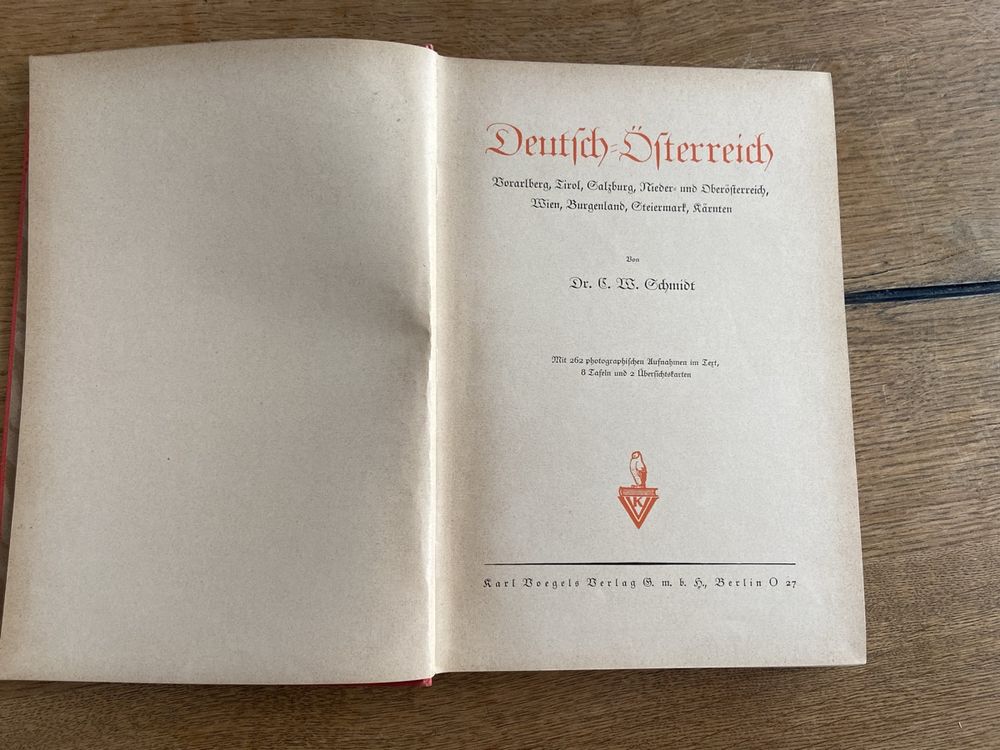 Deutſch-Öſterreich
Vorarlberg, Tirol, Salzburg, Nieder- und Oberöſterreich,
Wien, Burgenland, Steiermark, Kärnten
Von
Dr. C. W. Schmidt
Mit 262 photographiſchen Aufnahmen im Text,
8 Tafeln und 2 Überſichtskarten
K
V
Karl Voegels Verlag G. m. b. H., Berlin O 27